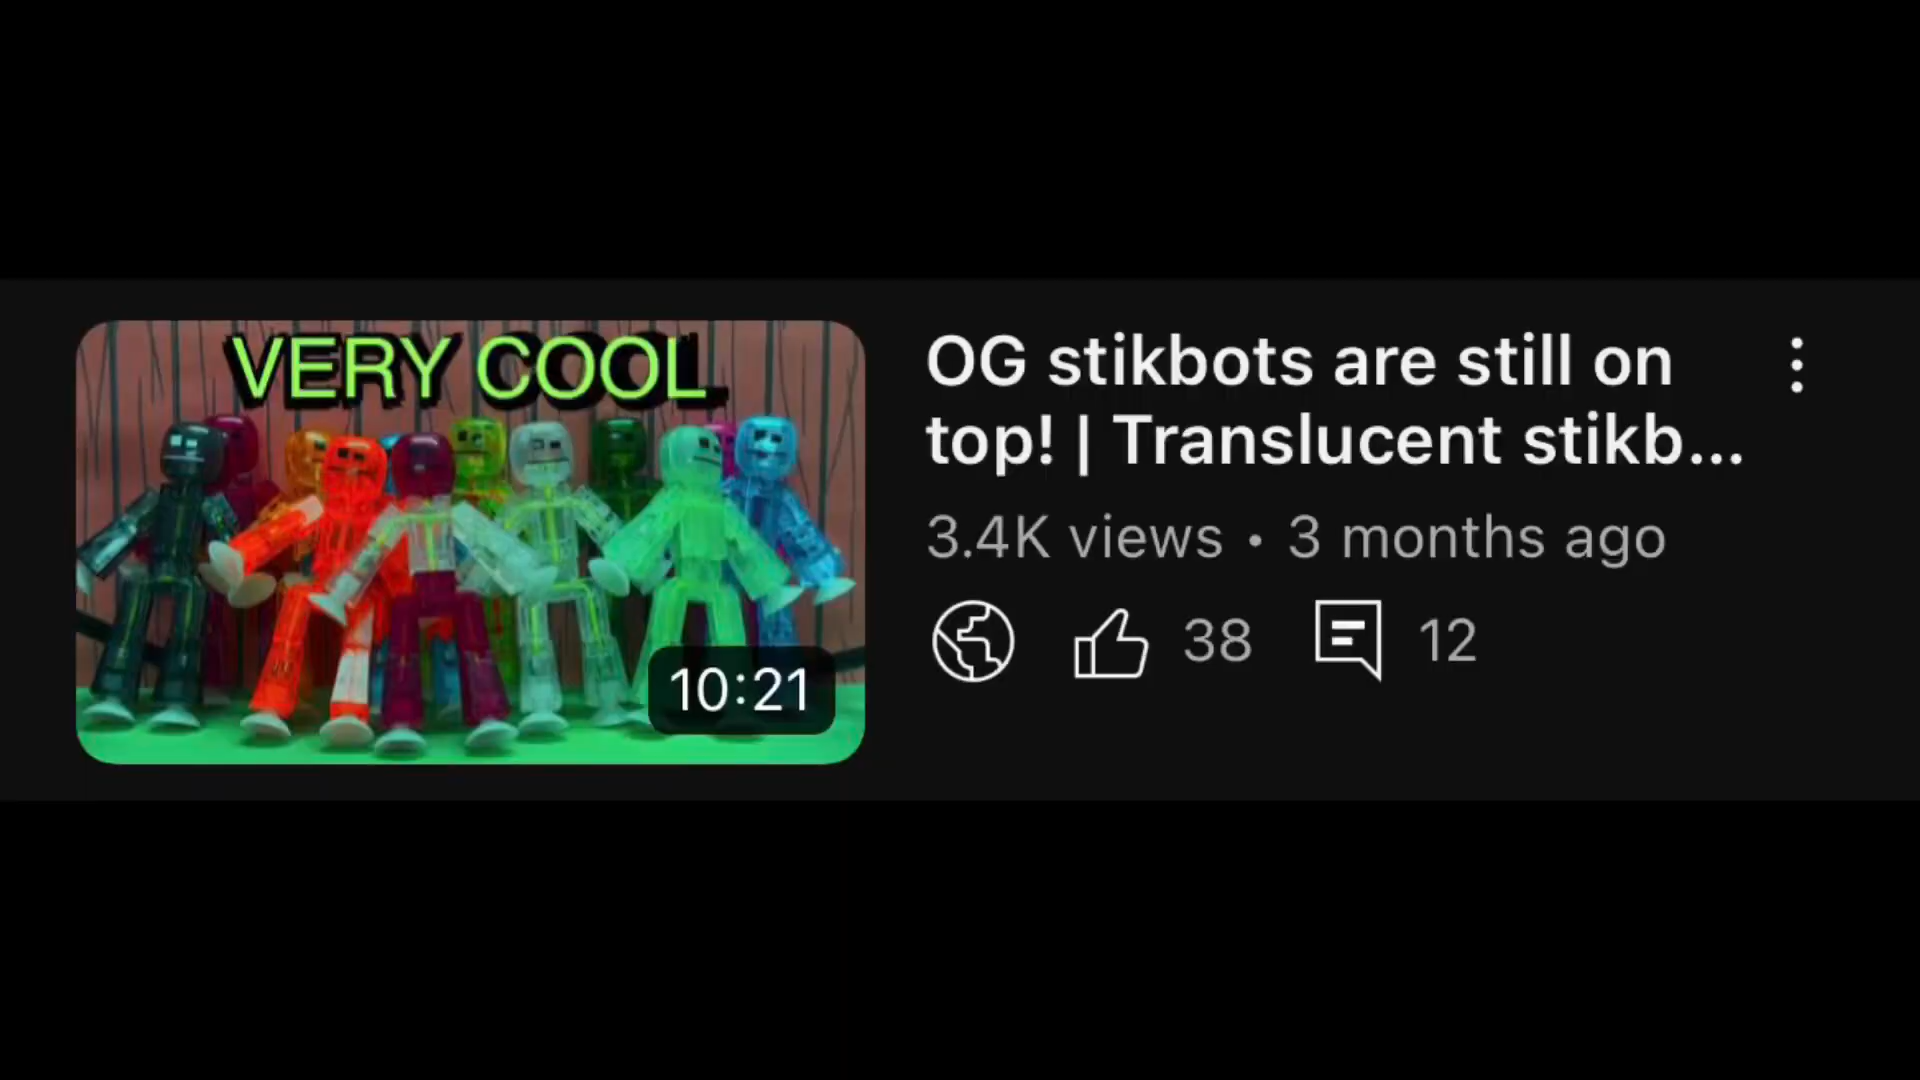 VERY COOL
10:21
OG stikbots are still on
top! | Translucent stikb...
3.4K views • 3 months ago
38
12